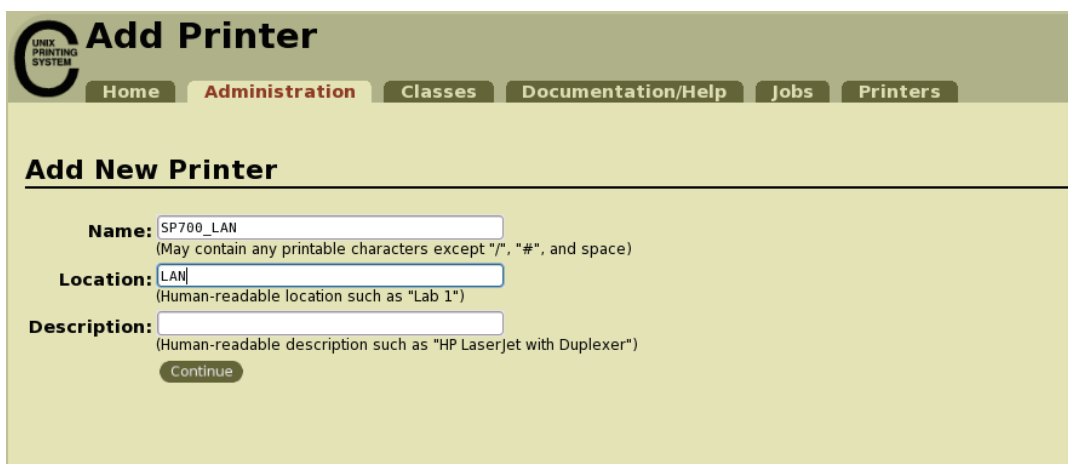 UNIX
PRINTING
SYSTEM
Add Printer
Home Administration Classes Documentation/Help Jobs Printers
Add New Printer
Name: SP700_LAN
(May contain any printable characters except "/", "#", and space)
Location: LAN
(Human-readable location such as "Lab 1")
Description:
(Human-readable description such as "HP LaserJet with Duplexer")
Continue